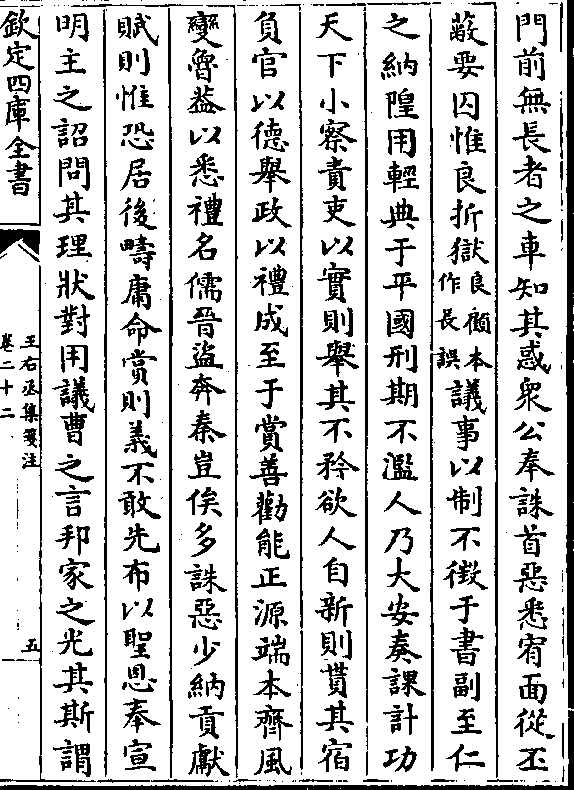 門前無長者之車知其惑衆公奉誅首惡悉宥面從丕
蔽要囚惟良折獄良顧本作長誤議事以制不徴于書副至仁
之納隍用輕典于平國刑期不濫人乃大安奏課計功
天下小察責吏以實則舉其不矜欲人自新則貰其宿
負官以德舉政以禮成至于賞善勸能正源端本齊風
變魯葢以悉禮名儒晉盜奔秦豈俟多誅惡少納貢獻
賦則惟恐居後疇庸命賞則義不敢先布以聖恩奉宣
明主之詔問其理狀對用議曹之言邦家之光其斯謂
欽定四庫全書
王右丞集箋注
卷二十二
五